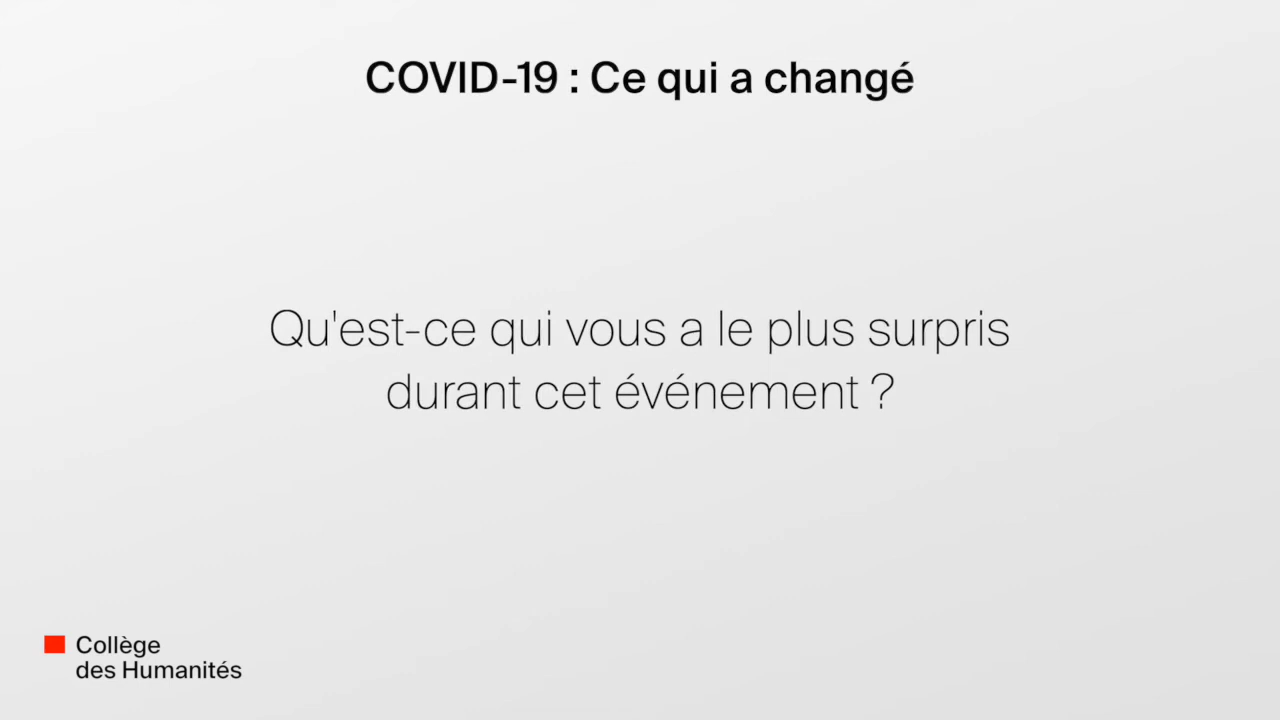 COVID-19 : Ce qui a changé
Qu'est-ce qui vous a le plus surpris
durant cet événement ?
Collège
des Humanités